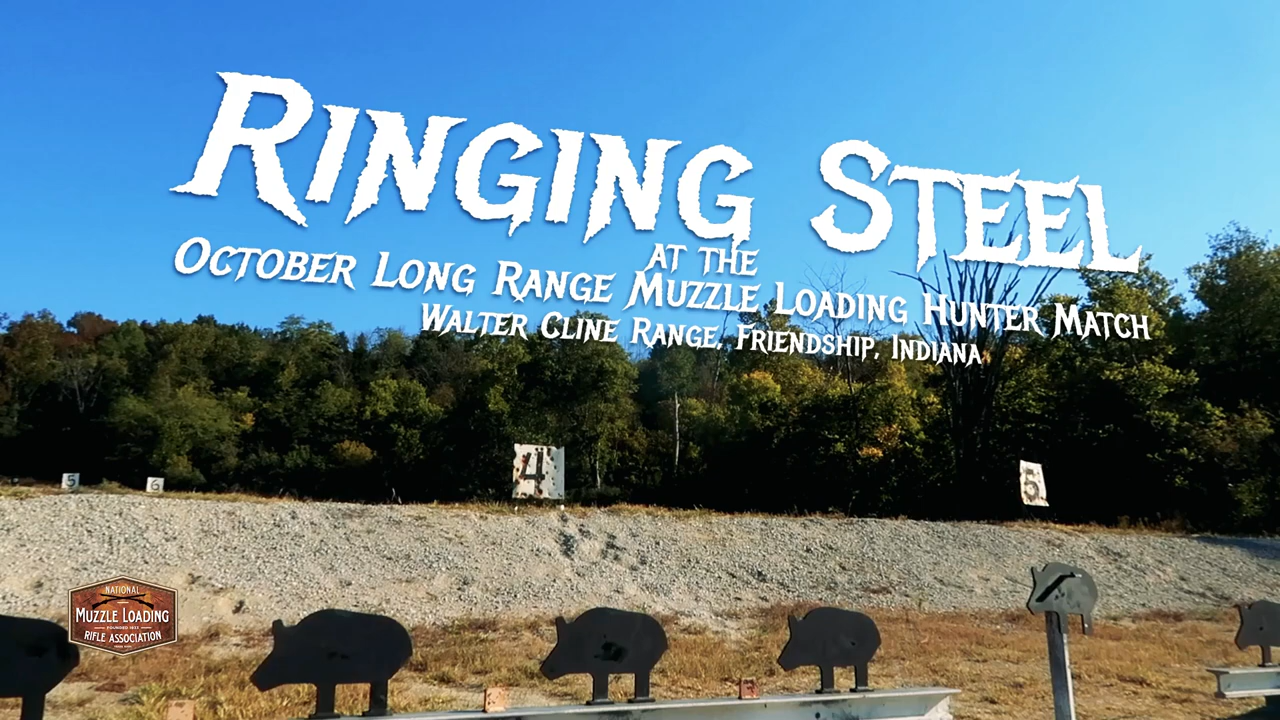 Ringing Steel
at the
October Long Range Muzzle Loading Hunter Match
Walter Cline Range, Friendship, Indiana
5
6
4
5
National
Muzzle Loading
Rifle Association